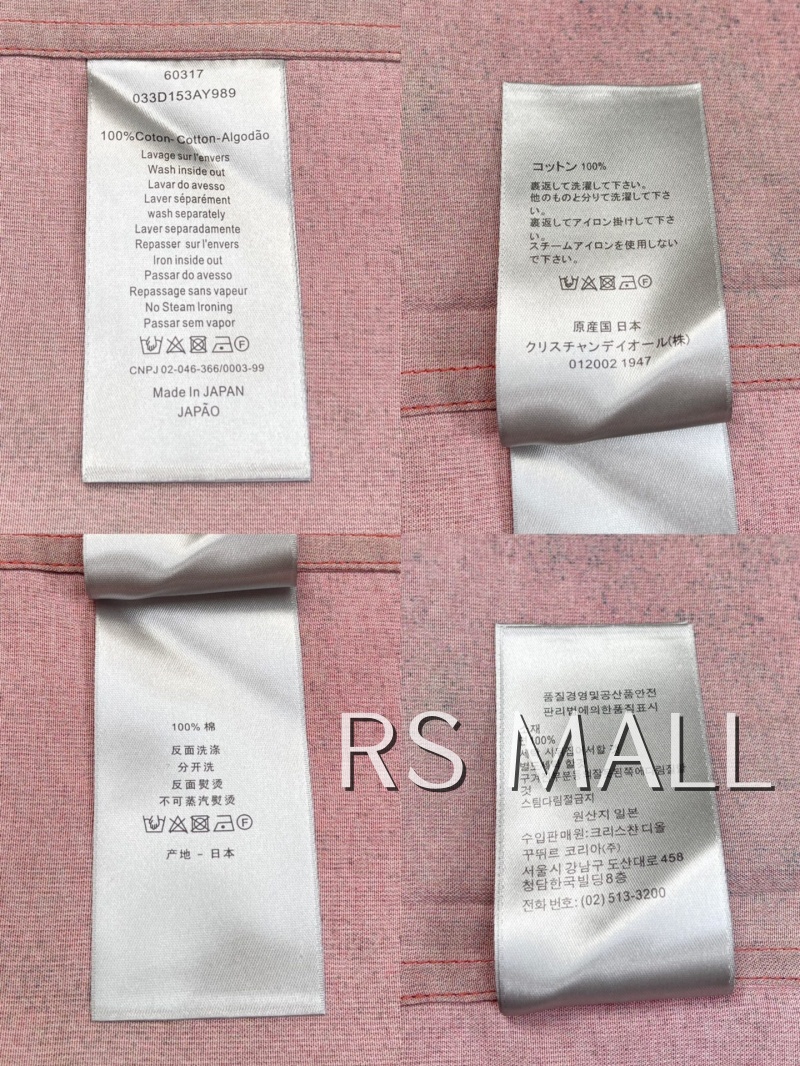 60317
033D153AY989
100%Coton-Cotton-Algodão
Lavage sur l'envers
Wash inside out
Lavar do avesso
Laver séparément
wash separately
Layer separadamente
Repasser sur l'envers
Iron inside out
Passar do avesso
Repassage sans vapeur
No Steam Ironing
Passar sem vapor
F
CNPJ 02-046-366/0003-99
Made In JAPAN
JAPÃO
コットン 100%
裏返して洗濯して下さい。
他のものと分りて洗濯して下さ
い。
裏返してアイロン掛けして下さ
い。
スチームアイロンを使用しない
で下さい。
F
原産国 日本
クリスチャンディオール(株)
012002 1947
100% 棉
反面洗涤
分开洗
反面熨烫
不可蒸汽熨烫
F
产地 - 日本
품질경영및공산품안전
판리법에의한품질표시
스팀다림절금지
원산지 일본
수입판매원:크리스챤 디올
꾸뛰르 코리아(주)
서울시 강남구 도산대로 458
청담한국빌딩8층
전화 번호: (02) 513-3200
RS MALL